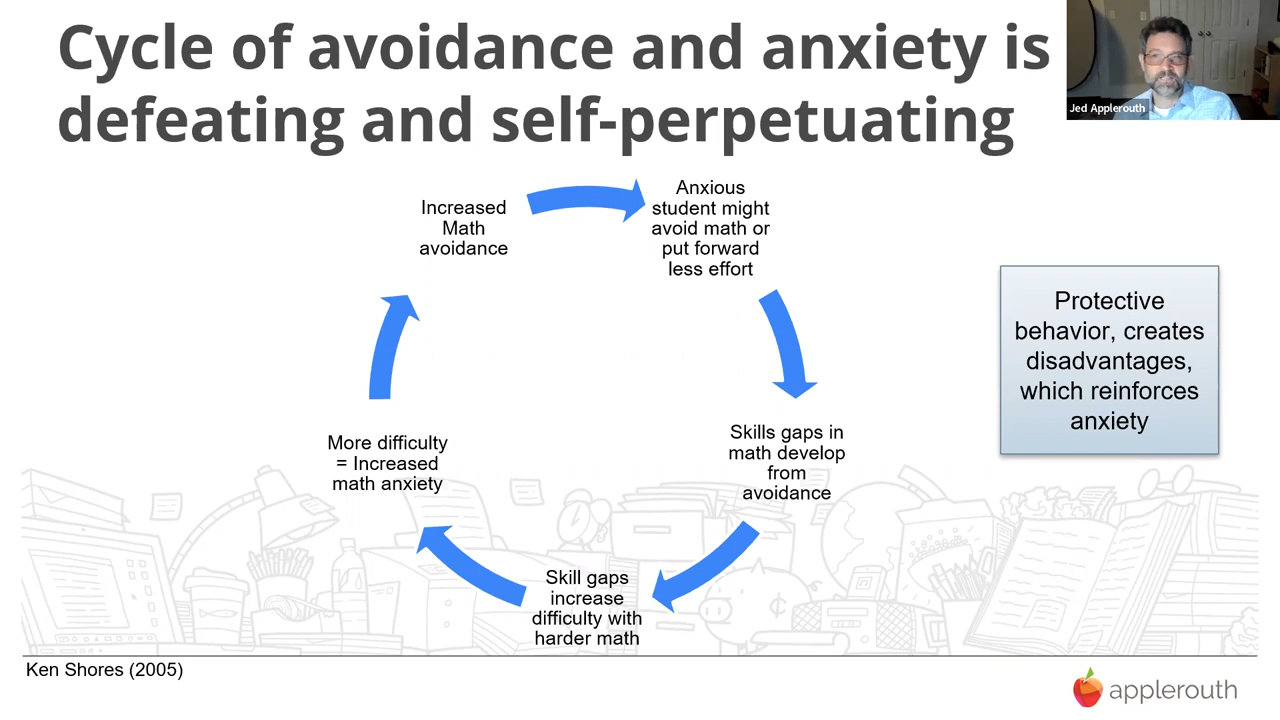 Cycle of avoidance and anxiety is
defeating and self-perpetuating
Jed Applerouth
Increased
Math
avoidance
Anxious
student might
avoid math or
put forward
less effort
Protective
behavior, creates
disadvantages,
which reinforces
anxiety
Skills gaps in
math develop
from
avoidance
More difficulty
= Increased
math anxiety
Skill gaps
increase
difficulty with
harder math
Ken Shores (2005)
applerouth